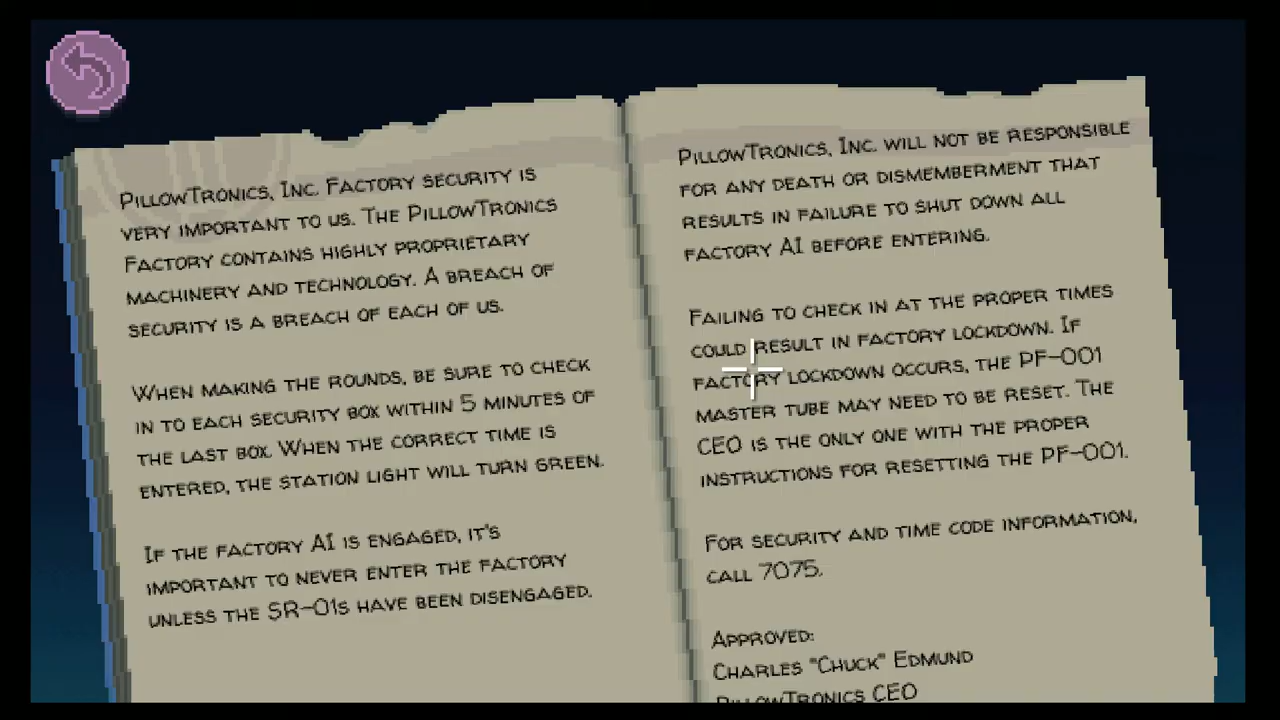 PillowTronics, Inc. Factory security is
very important to us. The PillowTronics
Factory contains highly proprietary
machinery and technology. A breach of
security is a breach of each of us.
When making the rounds, be sure to check
in to each security box within 5 minutes of
the last box. When the correct time is
entered, the station light will turn green.
If the factory AI is engaged, it's
important to never enter the factory
unless the SR-01s have been disengaged.
PillowTronics, Inc. will not be responsible
for any death or dismemberment that
results in failure to shut down all
factory AI before entering.
Failing to check in at the proper times
could result in factory lockdown. If
factory lockdown occurs, the PF-001
master tube may need to be reset. The
CEO is the only one with the proper
instructions for resetting the PF-001.
For security and time code information,
call 7075.
Approved:
Charles "Chuck" Edmund
PillowTronics CEO